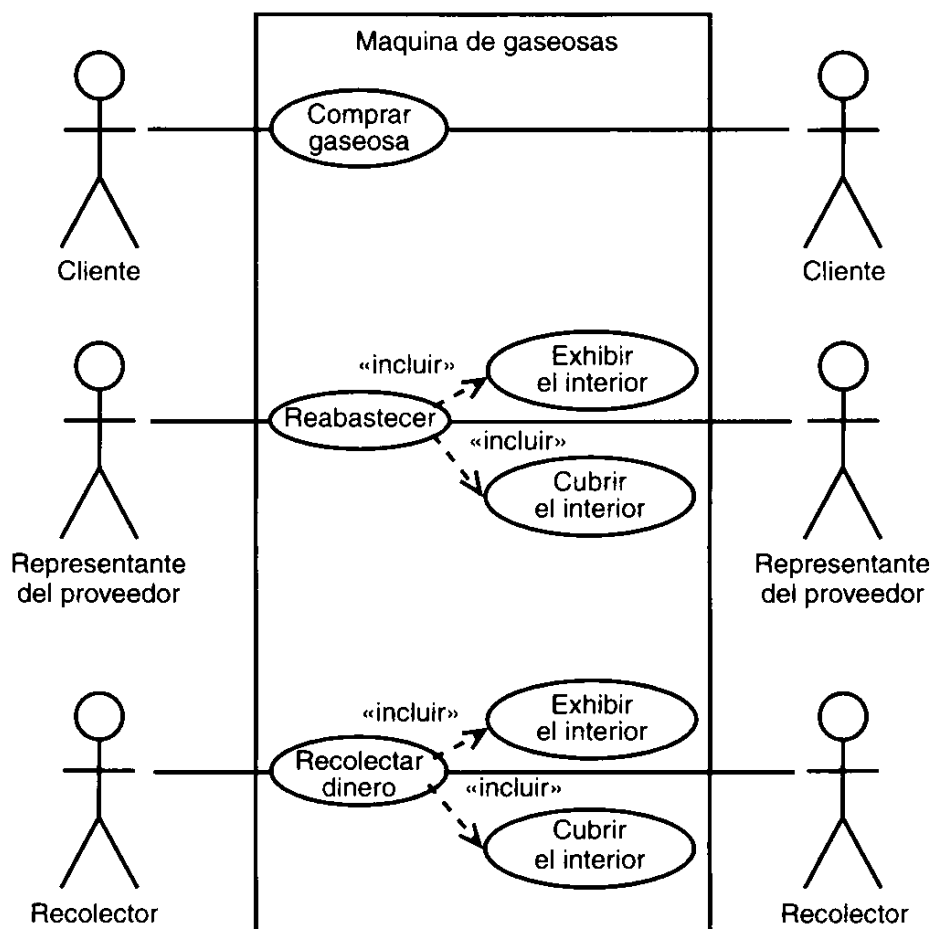 Maquina de gaseosas
Comprar
gaseosa
Cliente
Cliente
«incluir»
Exhibir
el interior
Reabastecer
«incluir»
Cubrir
el interior
Representante
del proveedor
Representante
del proveedor
«incluir»
Exhibir
el interior
Recolectar
dinero
«incluir»
Cubrir
el interior
Recolector
Recolector